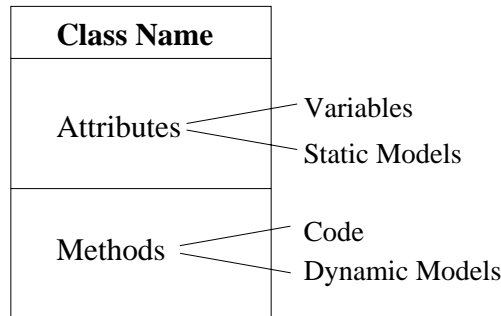 Class Name
Attributes
Variables
Static Models
Methods
Code
Dynamic Models